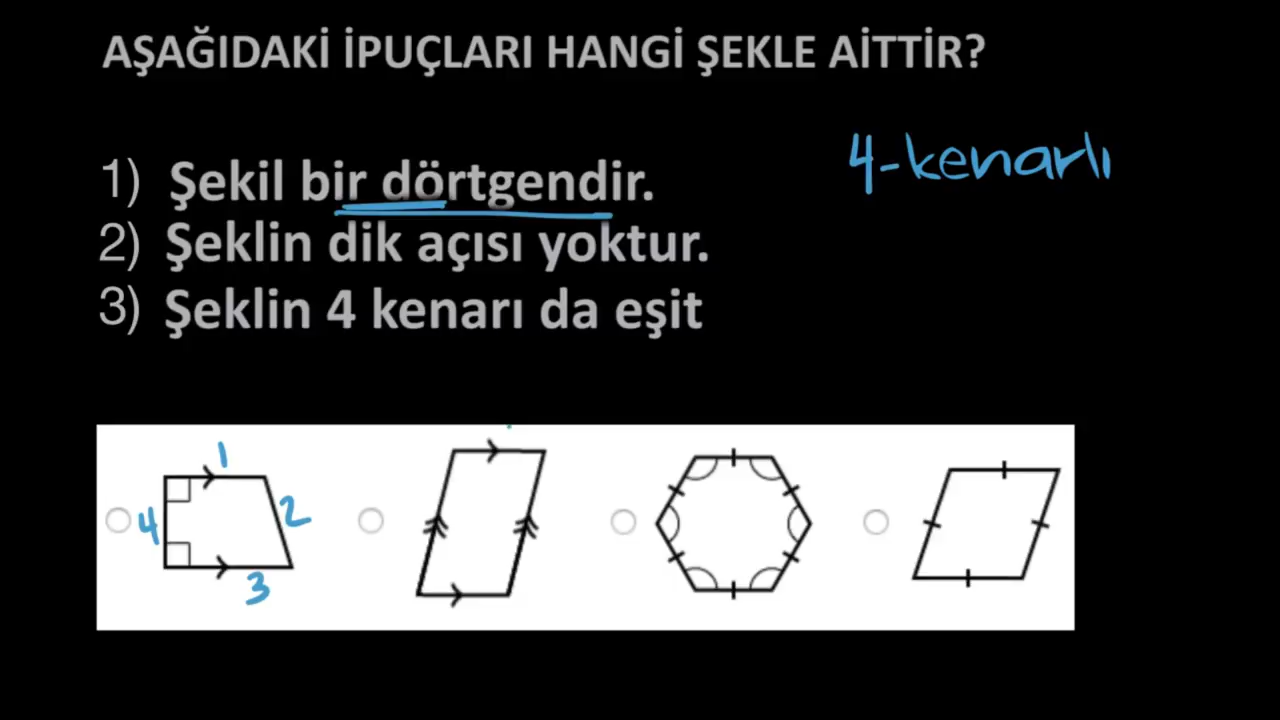 AŞAĞIDAKİ İPUÇLARI HANGİ ŞEKLE AİTTİR?
4-kenarlı
1) Şekil bir dörtgendir.
2) Şeklin dik açısı yoktur.
3) Şeklin 4 kenarı da eşit
1
4
2
3